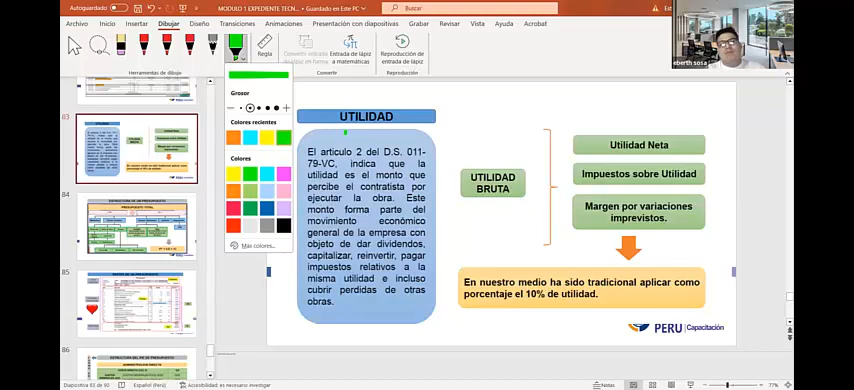 Autoguardado
MODULO 1 EXPEDIENTE TECN... • Guardado en Este PC
Buscar
Archivo Inicio Insertar Dibujar Diseño Transiciones Animaciones Presentación con diapositivas Grabar Revisar Vista Ayuda Acrobat
Regla
Convertir entrada de lápiz en forma
Entrada de lápiz a matemáticas
Reproducción de entrada de lápiz
Herramientas de dibujo
Convertir
Reproducción
eberth sosa
Grosor
Colores recientes
Colores
Más colores...
83
84
85
86
UTILIDAD
El articulo 2 del D.S. 011-
79-VC, indica que la
utilidad es el monto que
percibe el contratista por
ejecutar la obra. Este
monto forma parte del
movimiento económico
general de la empresa con
objeto de dar dividendos,
capitalizar, reinvertir, pagar
impuestos relativos a la
misma utilidad e incluso
cubrir perdidas de otras
obras.
UTILIDAD
BRUTA
Utilidad Neta
Impuestos sobre Utilidad
Margen por variaciones
imprevistos.
En nuestro medio ha sido tradicional aplicar como
porcentaje el 10% de utilidad.
PERU Capacitación
Diapositiva 83 de 90 Español (Perú) Accesibilidad: es necesario investigar
Notas
77%